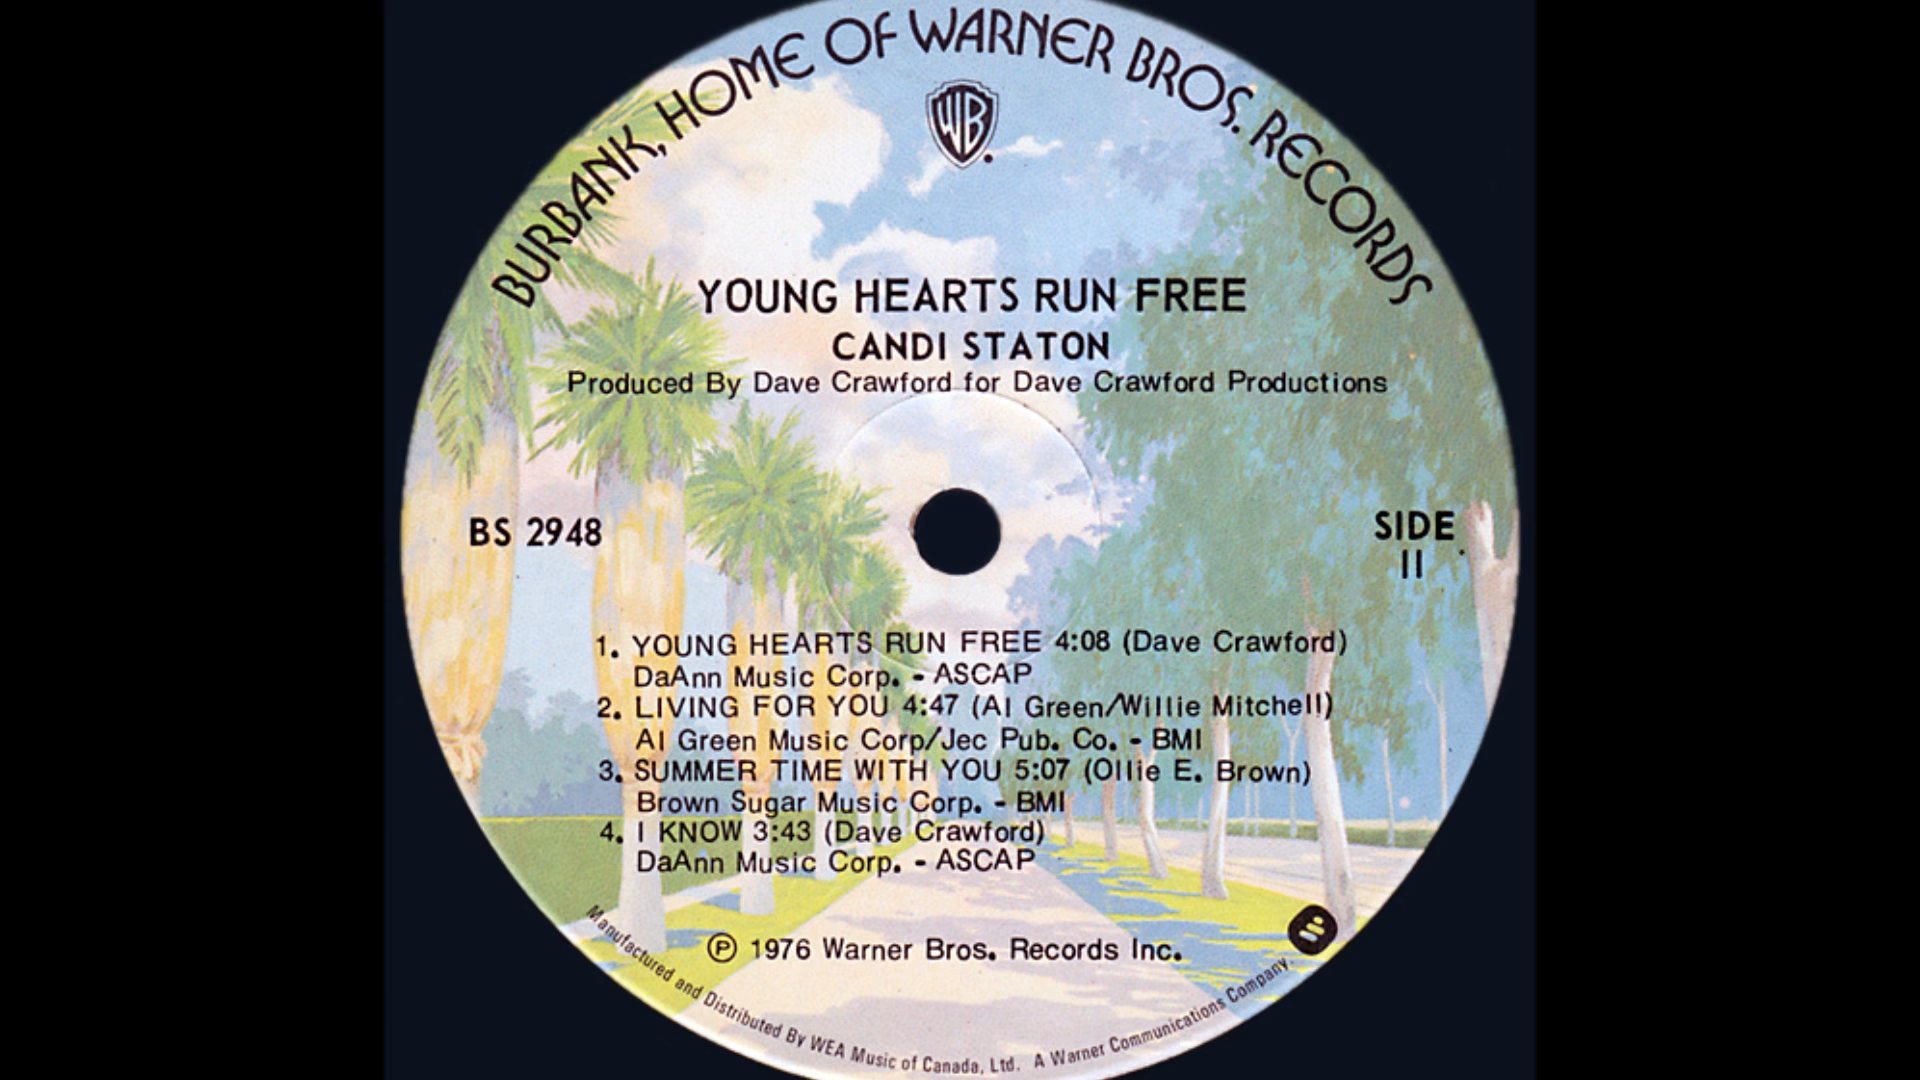 BURBANK, HOME OF WARNER BROS. RECORDS
WB
YOUNG HEARTS RUN FREE
CANDI STATON
Produced By Dave Crawford for Dave Crawford Productions
BS 2948
SIDE
II
1. YOUNG HEARTS RUN FREE 4:08 (Dave Crawford)
DaAnn Music Corp. - ASCAP
2. LIVING FOR YOU 4:47 (Al Green/Willie Mitchell)
Al Green Music Corp/Jec Pub. Co. - BMI
3. SUMMER TIME WITH YOU 5:07 (Ollie E. Brown)
Brown Sugar Music Corp. - BMI
4. I KNOW 3:43 (Dave Crawford)
DaAnn Music Corp. - ASCAP
℗ 1976 Warner Bros. Records Inc.
Manufactured and Distributed By WEA Music of Canada, Ltd. A Warner Communications Company.